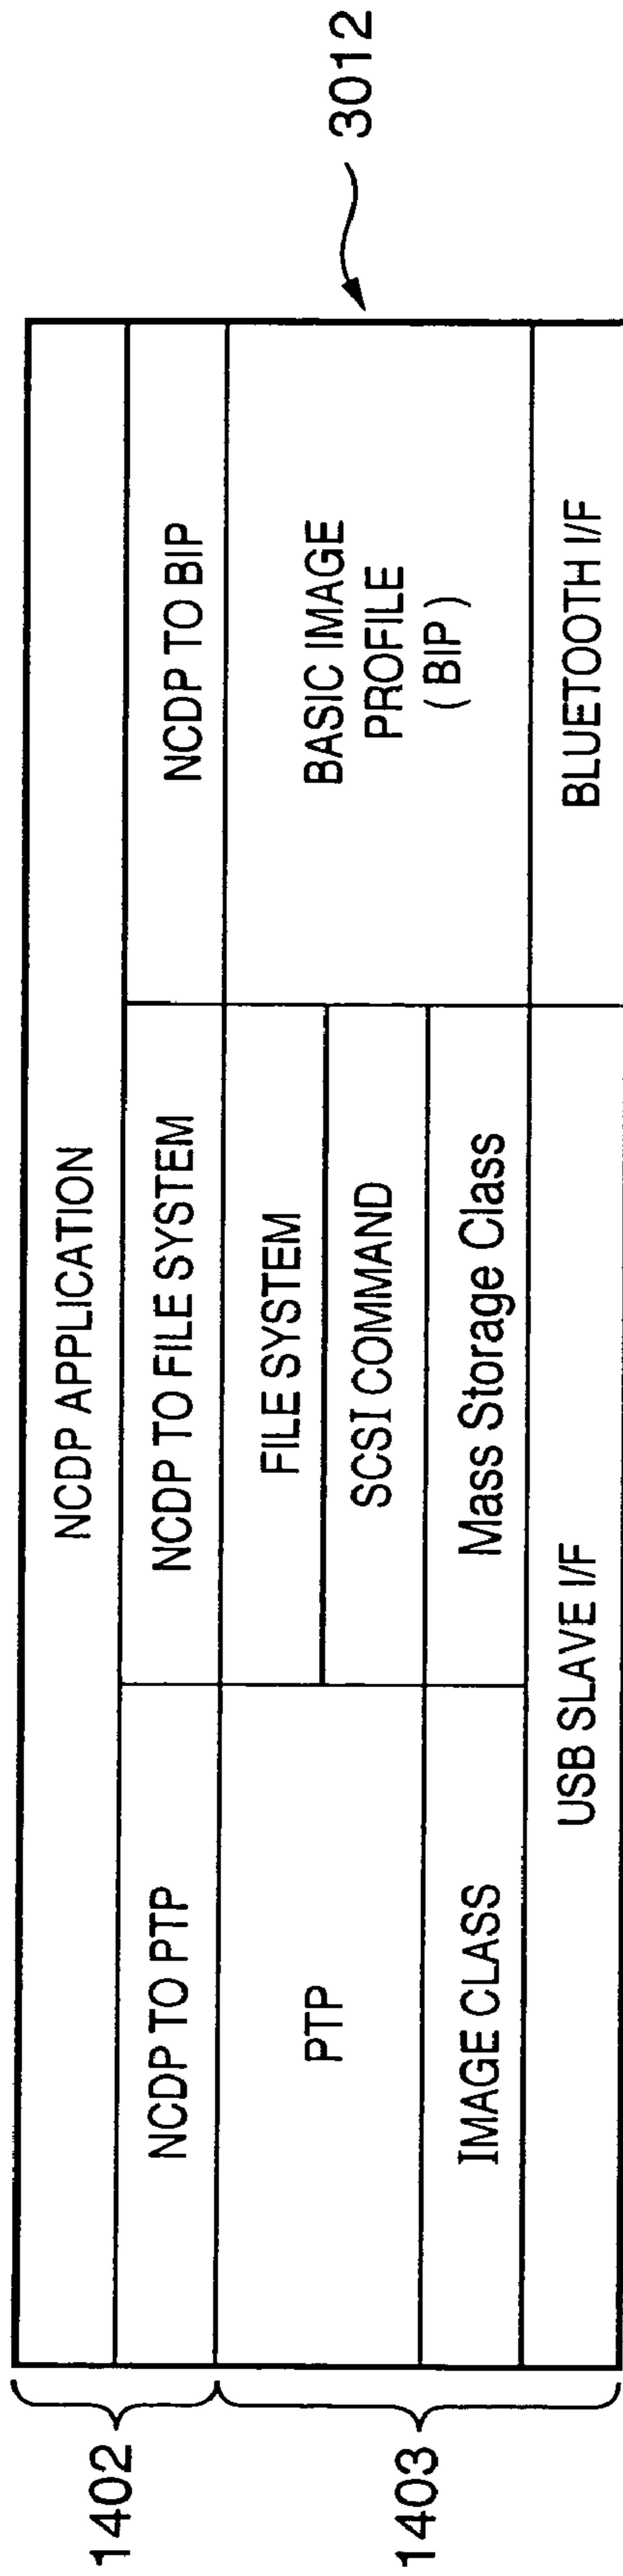 3012
1402
NCDP APPLICATION
NCDP TO PTP
NCDP TO FILE SYSTEM
NCDP TO BIP
1403
PTP
FILE SYSTEM
SCSI COMMAND
BASIC IMAGE
PROFILE
( BIP )
IMAGE CLASS
Mass Storage Class
USB SLAVE I/F
BLUETOOTH I/F